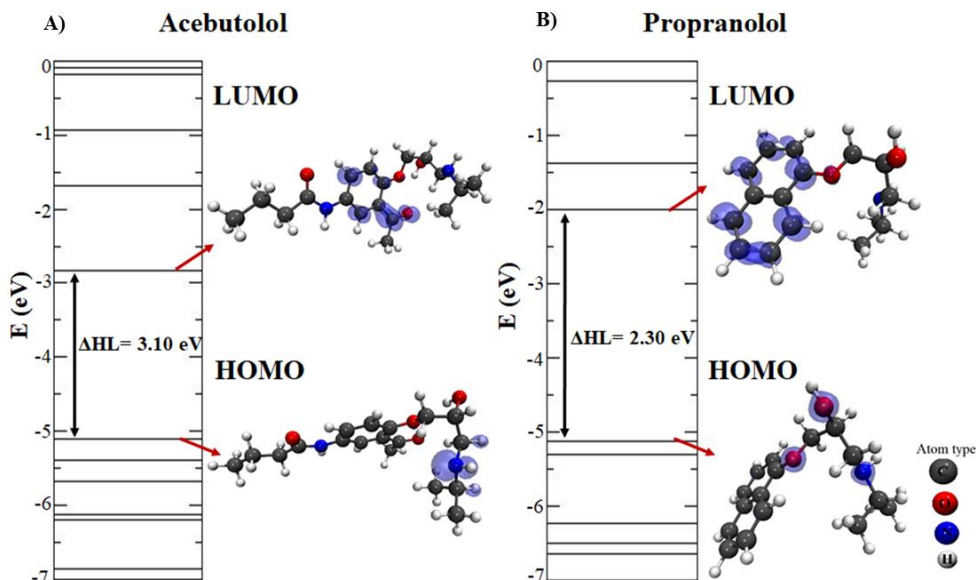 A) Acebutolol
B) Propranolol
0
-1
-2
-3
-4
-5
-6
-7
E (eV)
LUMO
ΔHL= 3.10 eV
HOMO
0
-1
-2
-3
-4
-5
-6
-7
E (eV)
LUMO
ΔHL= 2.30 eV
HOMO
Atom type
C
O
N
H